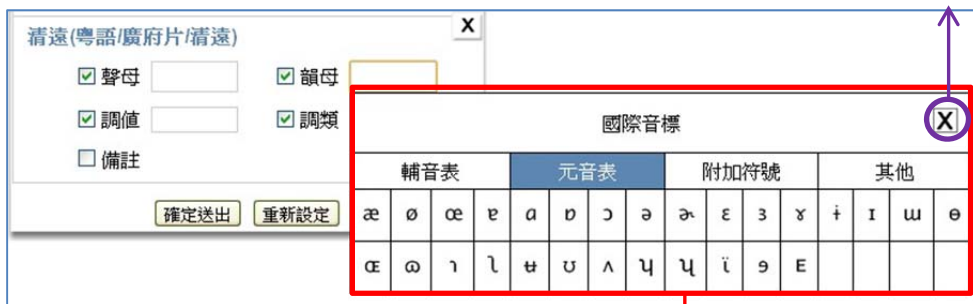 清遠(粵語/廣府片/清遠)
X
聲母
韻母
調值
調類
備註
確定送出
重新設定
國際音標
X
輔音表 元音表 附加符號 其他
æ ø œ ɐ ɑ ɒ ɔ ə ɚ ɛ ɜ ɤ ɨ ɪ ɯ ɵ
ɶ ɷ ɿ ʅ ʉ ʊ ʌ ʮ ʯ ï ɘ ᴇ